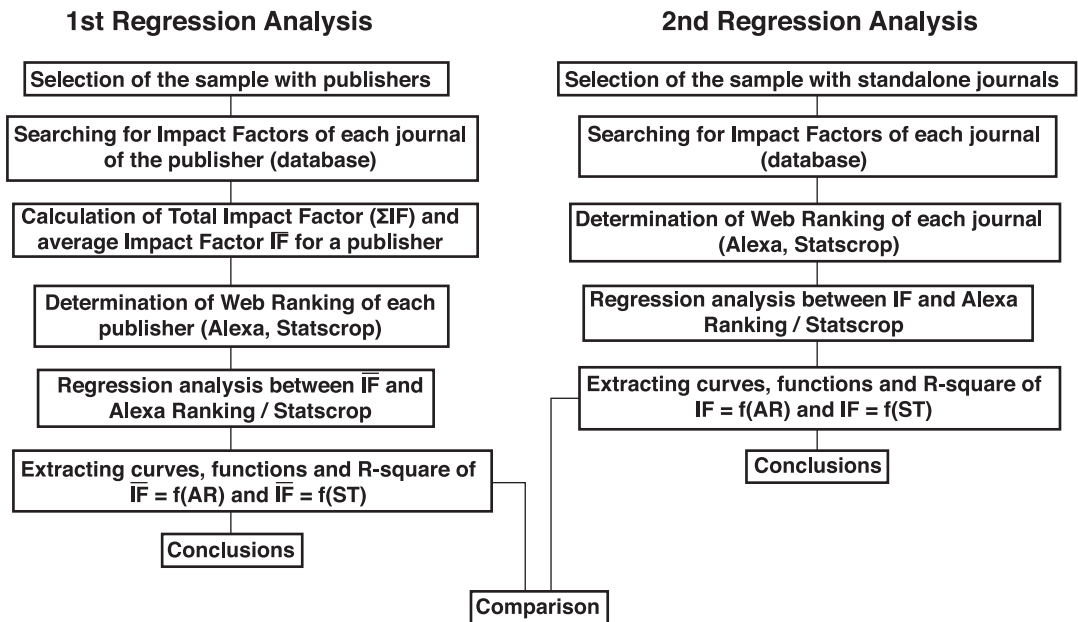 1st Regression Analysis
Selection of the sample with publishers
Searching for Impact Factors of each journal
of the publisher (database)
Calculation of Total Impact Factor (ΣIF) and
average Impact Factor I̅F̅ for a publisher
Determination of Web Ranking of each
publisher (Alexa, Statscrop)
Regression analysis between I̅F̅ and
Alexa Ranking / Statscrop
Extracting curves, functions and R-square of
I̅F̅ = f(AR) and I̅F̅ = f(ST)
Conclusions
2nd Regression Analysis
Selection of the sample with standalone journals
Searching for Impact Factors of each journal
(database)
Determination of Web Ranking of each journal
(Alexa, Statscrop)
Regression analysis between IF and Alexa
Ranking / Statscrop
Extracting curves, functions and R-square of
IF = f(AR) and IF = f(ST)
Conclusions
Comparison